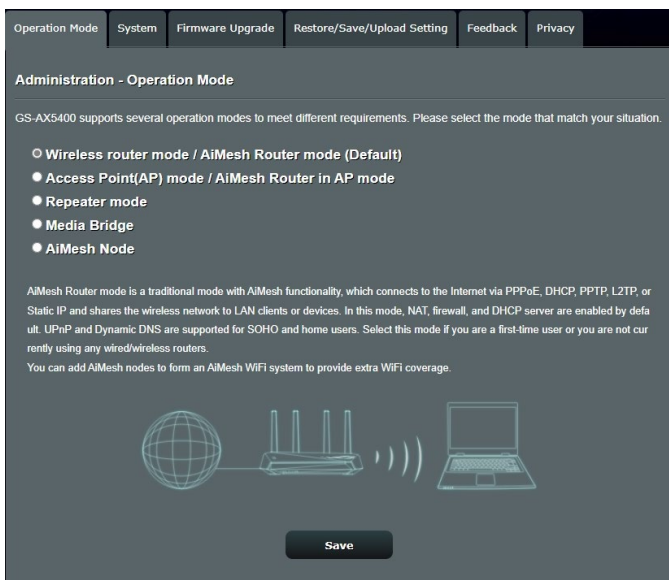 Operation Mode System Firmware Upgrade Restore/Save/Upload Setting Feedback Privacy
Administration - Operation Mode
GS-AX5400 supports several operation modes to meet different requirements. Please select the mode that match your situation.
Wireless router mode / AiMesh Router mode (Default)
Access Point(AP) mode / AiMesh Router in AP mode
Repeater mode
Media Bridge
AiMesh Node
AiMesh Router mode is a traditional mode with AiMesh functionality, which connects to the Internet via PPPoE, DHCP, PPTP, L2TP, or
Static IP and shares the wireless network to LAN clients or devices. In this mode, NAT, firewall, and DHCP server are enabled by defa
ult. UPnP and Dynamic DNS are supported for SOHO and home users. Select this mode if you are a first-time user or you are not cur
rently using any wired/wireless routers.
You can add AiMesh nodes to form an AiMesh WiFi system to provide extra WiFi coverage.
Save